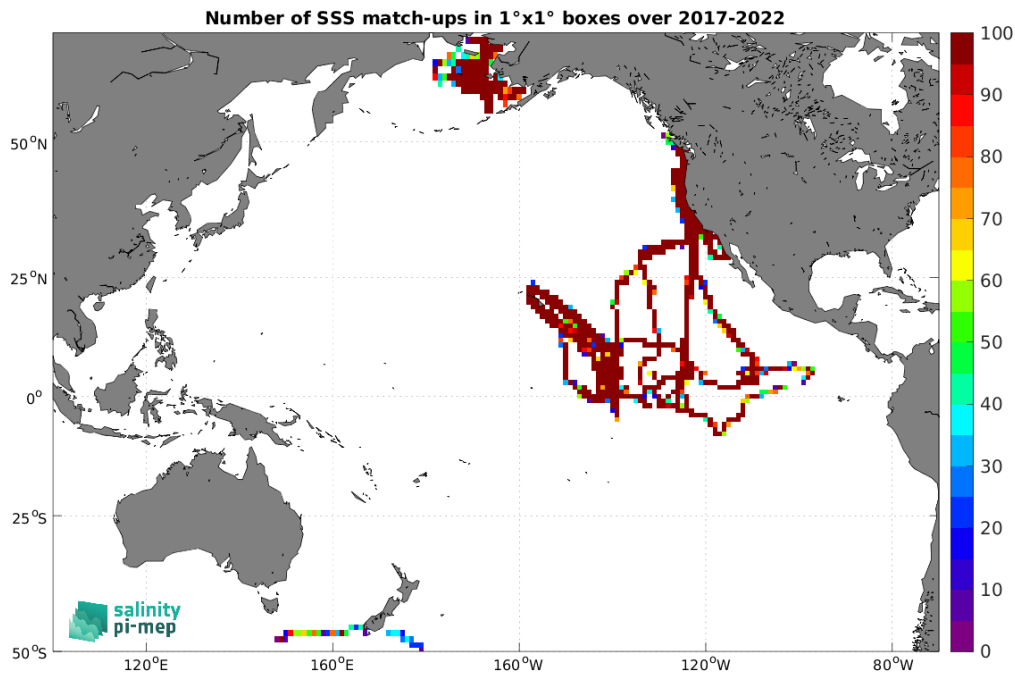 Number of SSS match-ups in 1°x1° boxes over 2017-2022
100
90
80
70
60
50
40
30
20
10
0
50°N
25°N
0°
25°S
50°S
120°E
160°E
160°W
120°W
80°W
salinity
pi-mep